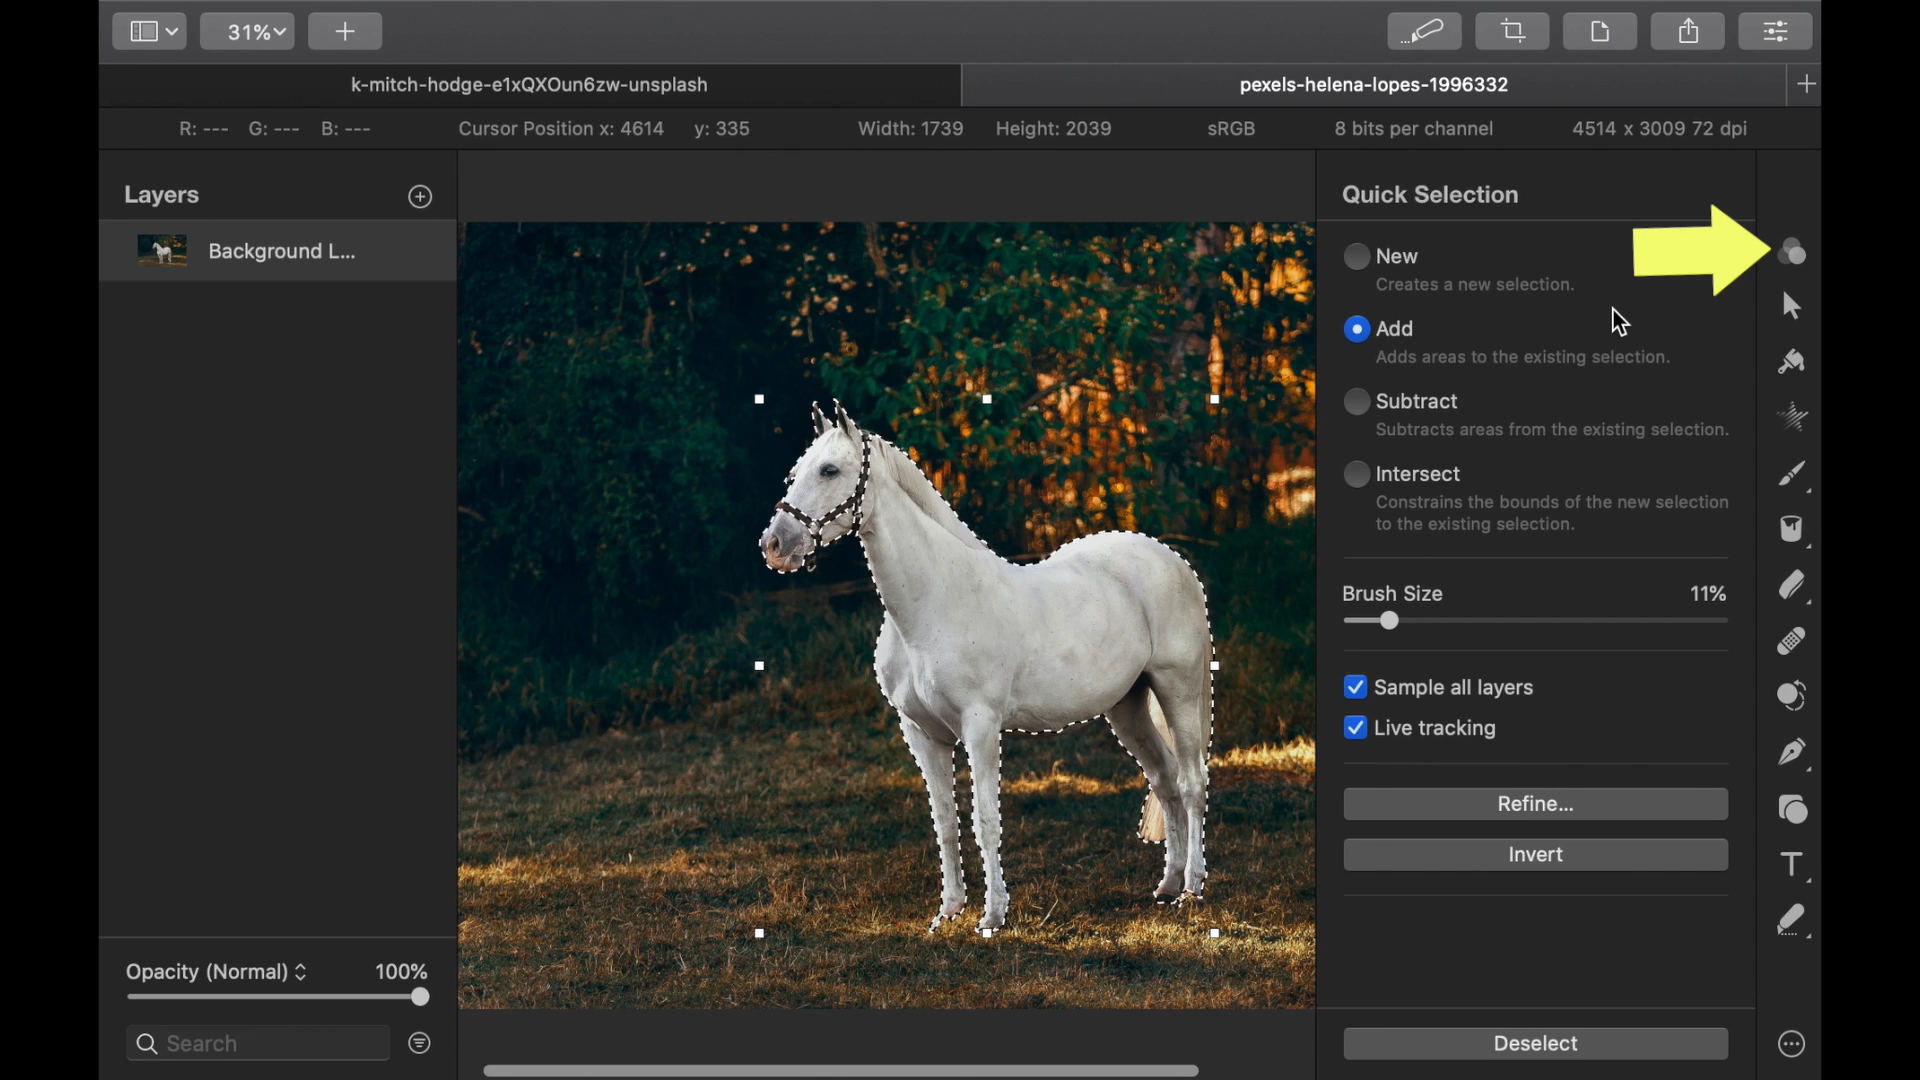 31%
k-mitch-hodge-e1xQXOun6zw-unsplash
pexels-helena-lopes-1996332
R: --- G: --- B: ---
Cursor Position x: 4614 y: 335
Width: 1739 Height: 2039
sRGB
8 bits per channel
4514 x 3009 72 dpi
Layers
Background L...
Opacity (Normal) 100%
Search
Quick Selection
New
Creates a new selection.
Add
Adds areas to the existing selection.
Subtract
Subtracts areas from the existing selection.
Intersect
Constrains the bounds of the new selection
to the existing selection.
Brush Size 11%
Sample all layers
Live tracking
Refine...
Invert
Deselect